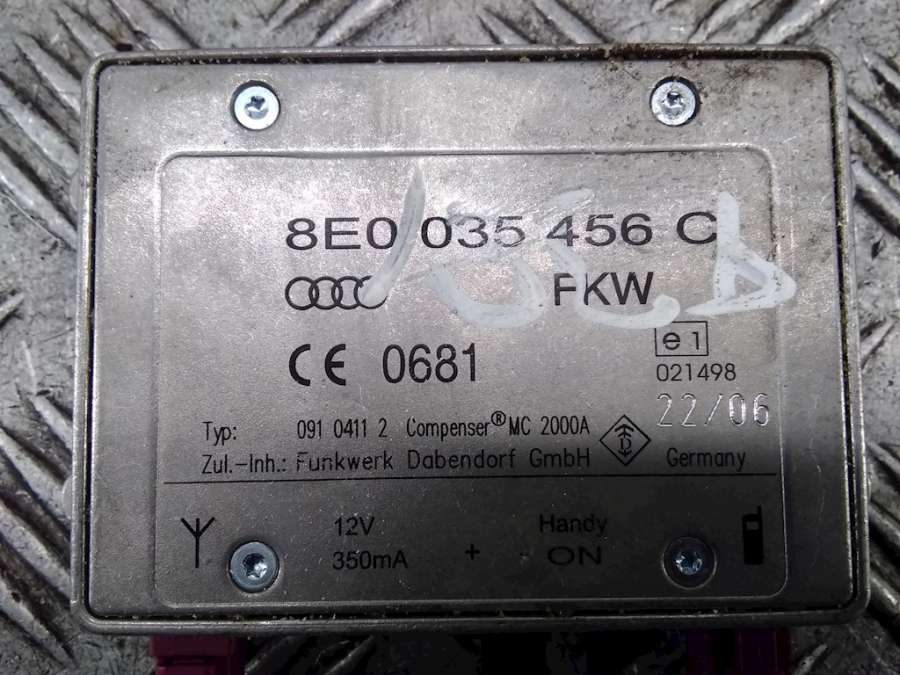 8E0 035 456 C
PKW
CE 0681
e1
021498
22/06
Typ: 091 0411 2 Compenser® MC 2000A
Zul.-Inh.: Funkwerk Dabendorf GmbH Germany
12V
350mA
+
Handy
ON